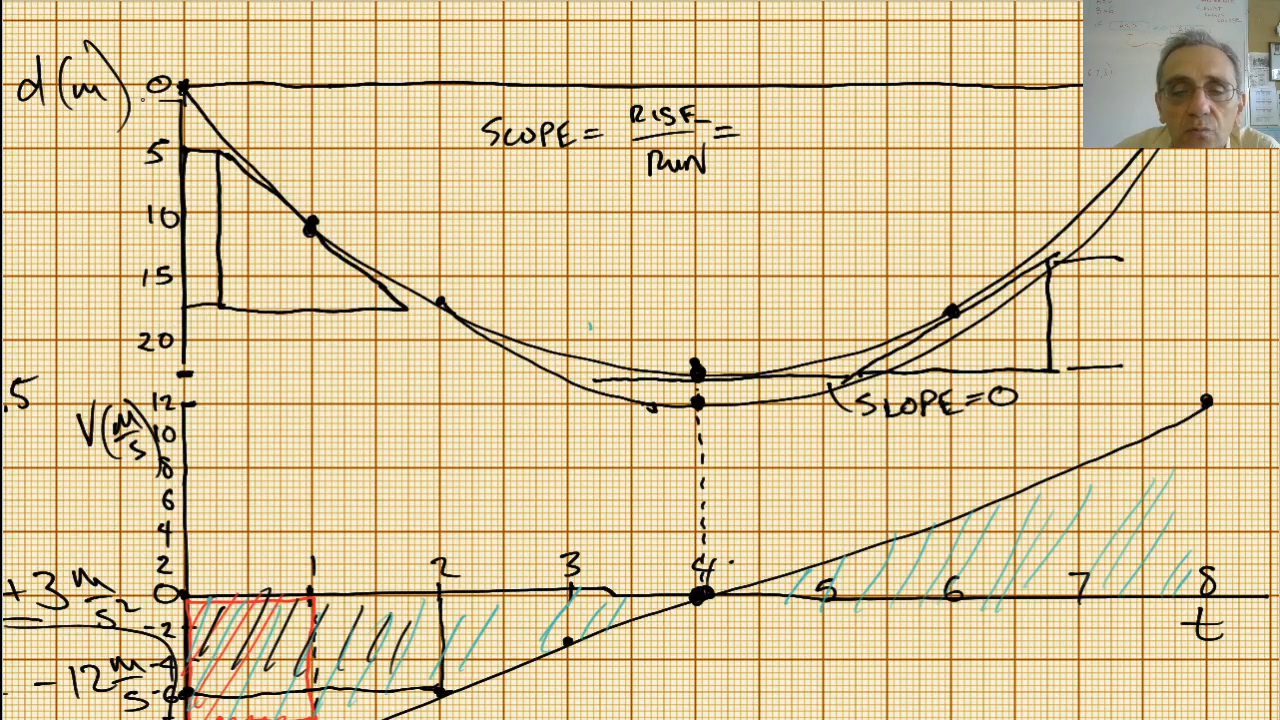 d(m)
0
SLOPE = RISE/RUN =
5
10
15
20
.5
12
SLOPE=0
V(m/s)
10
8
6
4
2
1 2 3 4 5 6 7 8
0
t
+3 m/s²
-2
-4
-12 m/s
-6